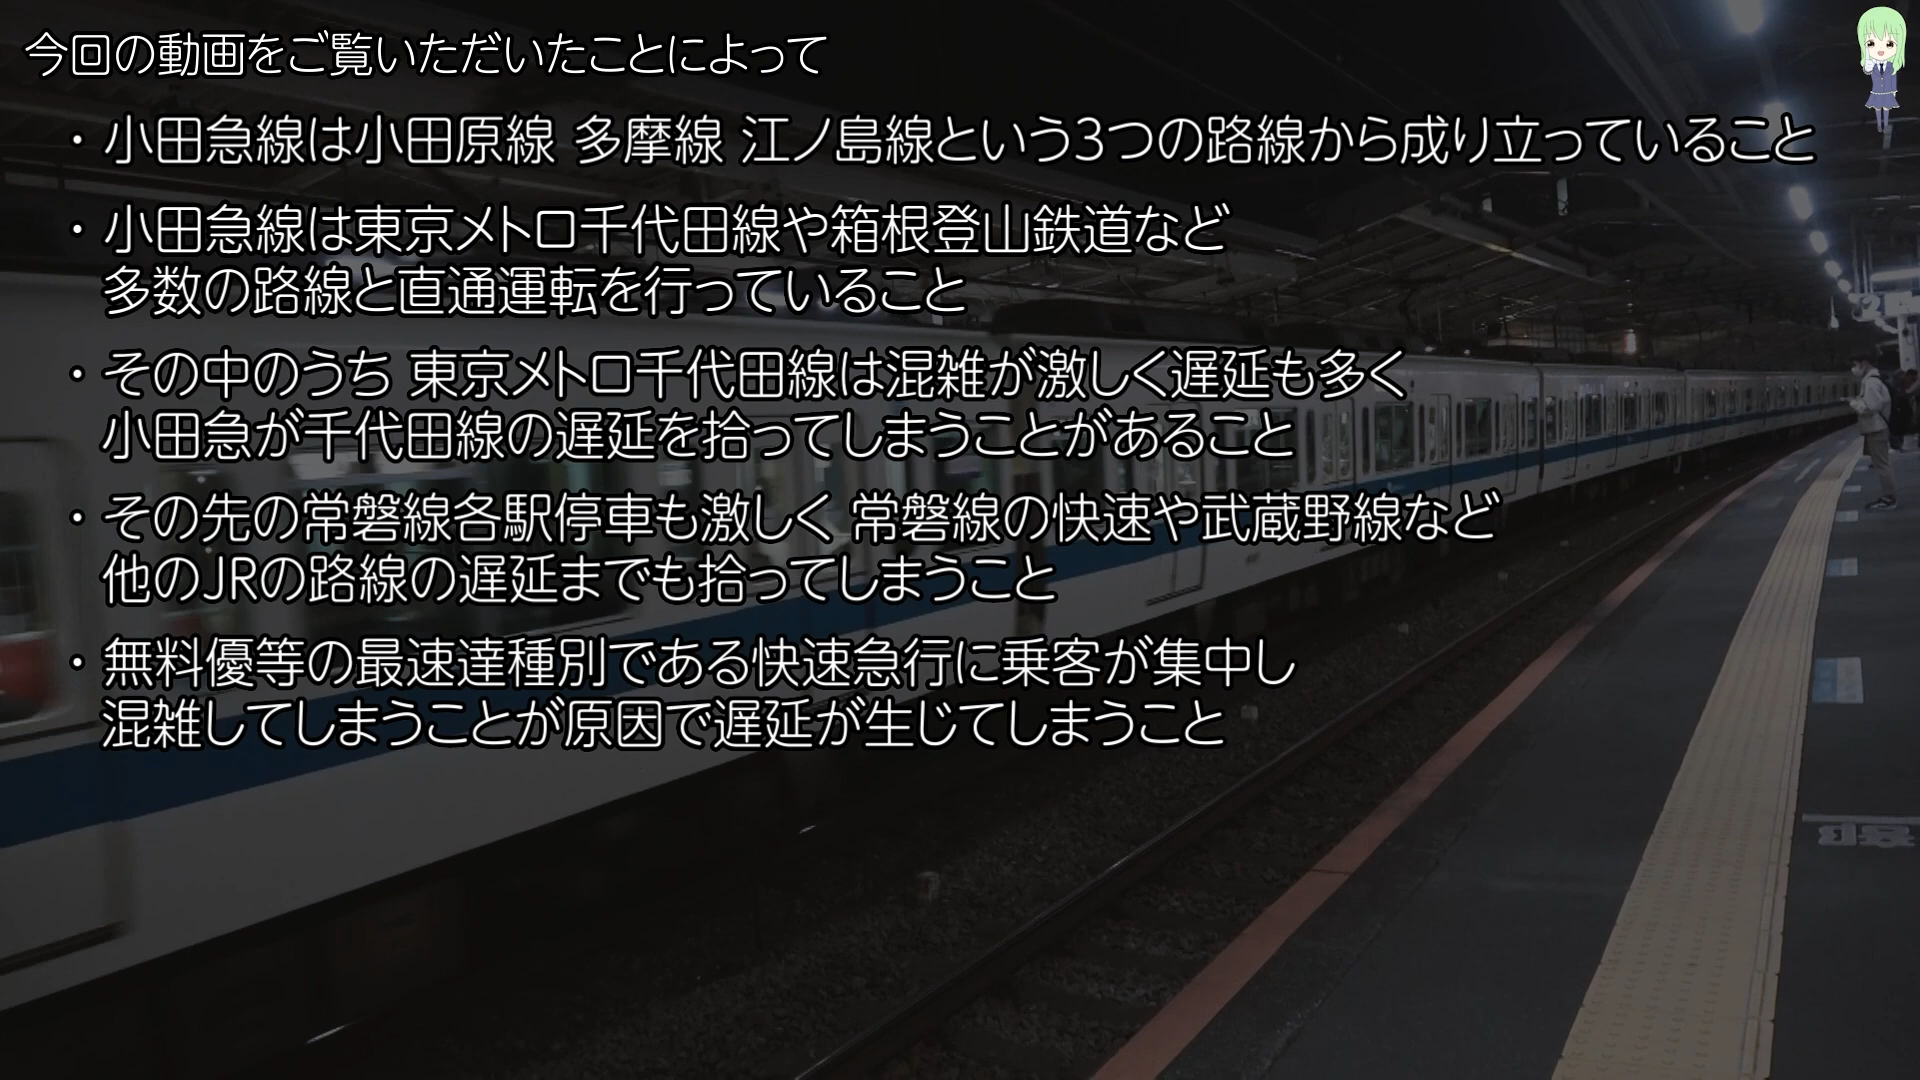 今回の動画をご覧いただいたことによって
・小田急線は小田原線 多摩線 江ノ島線という3つの路線から成り立っていること
・小田急線は東京メトロ千代田線や箱根登山鉄道など
多数の路線と直通運転を行っていること
・その中のうち 東京メトロ千代田線は混雑が激しく遅延も多く
小田急が千代田線の遅延を拾ってしまうことがあること
・その先の常磐線各駅停車も激しく 常磐線の快速や武蔵野線など
他のJRの路線の遅延までも拾ってしまうこと
・無料優等の最速達種別である快速急行に乗客が集中し
混雑してしまうことが原因で遅延が生じてしまうこと